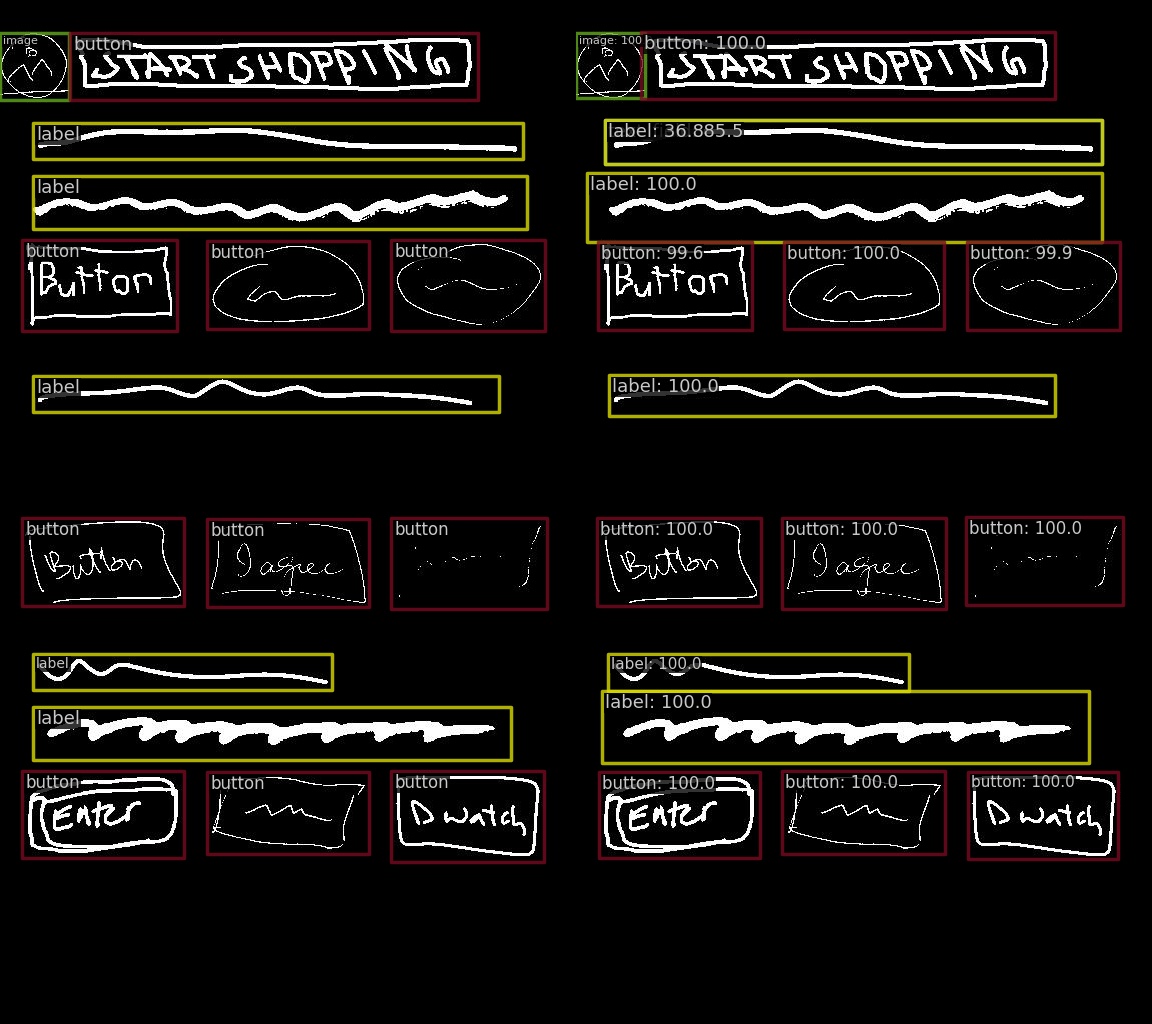 image button image: 100 button: 100.0
START SHOPPING START SHOPPING
label label: 36.885.5
label label: 100.0
button button button button: 99.6 button: 100.0 button: 99.9
Button Button
label label: 100.0
button button button button: 100.0 button: 100.0 button: 100.0
Button I agree Button I agree
label label: 100.0
label label: 100.0
button button button button: 100.0 button: 100.0 button: 100.0
Enter D watch Enter D watch